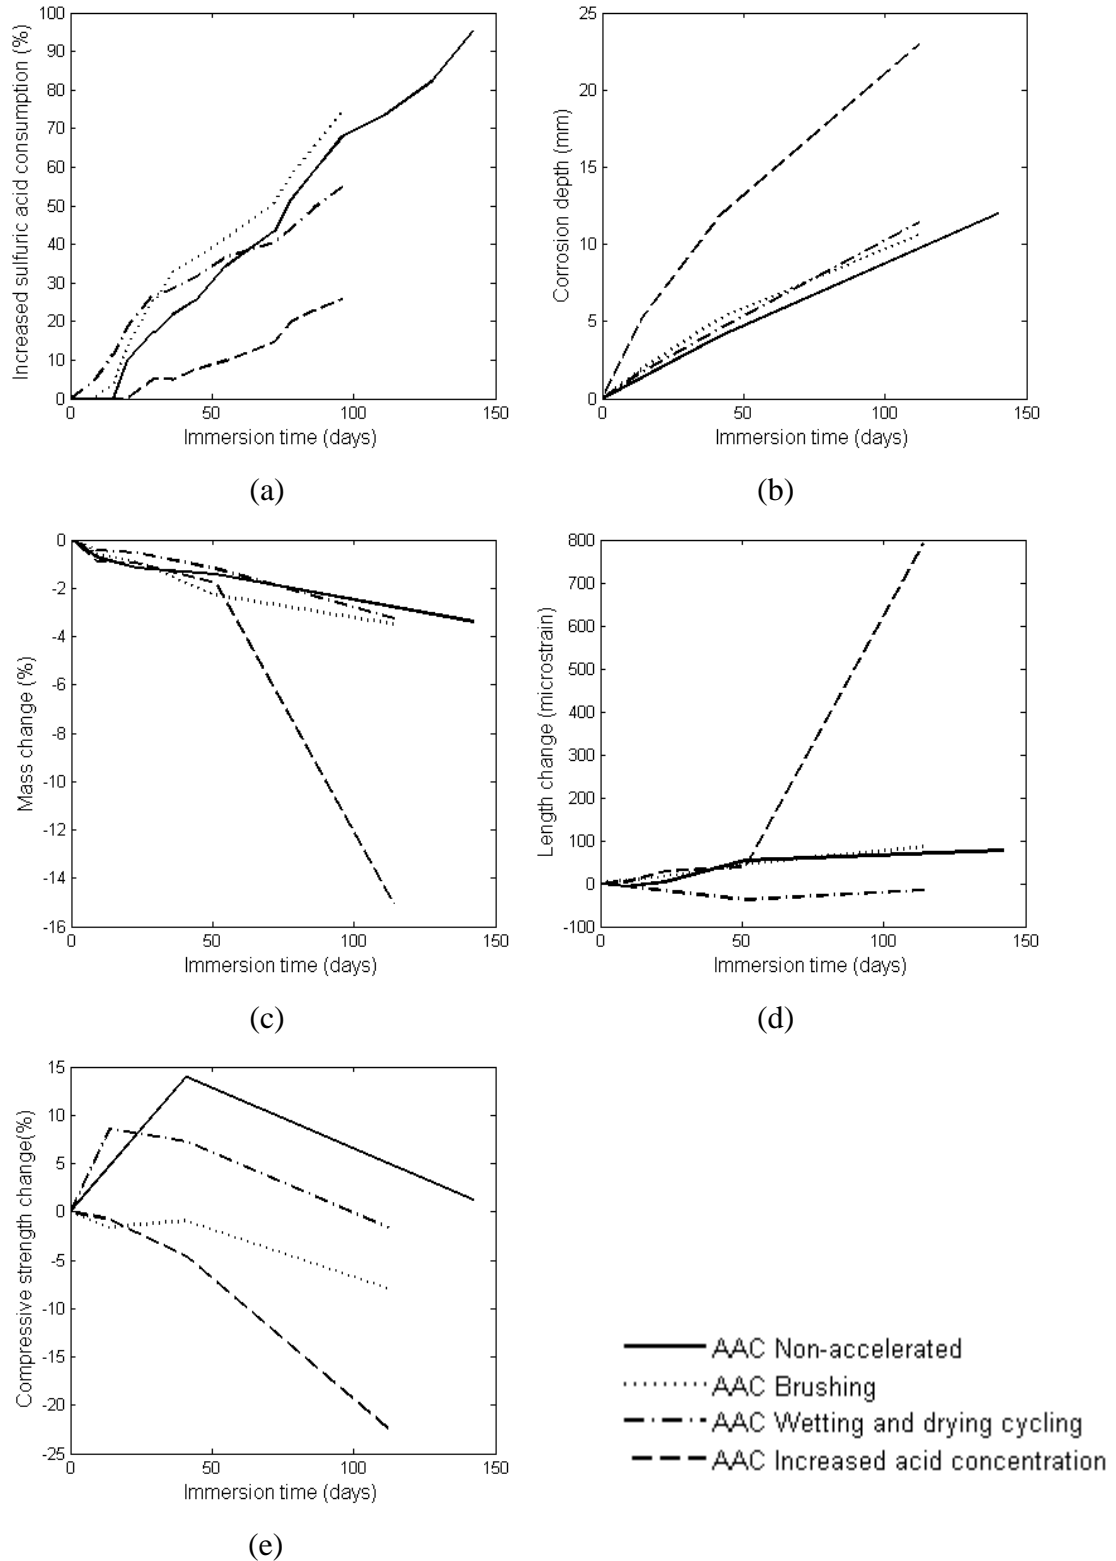 100
90
80
70
60
50
40
30
20
10
0
0 50 100 150
Increased sulfuric acid consumption (%)
Immersion time (days)
(a)
25
20
15
10
5
0
0 50 100 150
Corrosion depth (mm)
Immersion time (days)
(b)
0
-2
-4
-6
-8
-10
-12
-14
-16
0 50 100 150
Mass change (%)
Immersion time (days)
(c)
800
700
600
500
400
300
200
100
0
-100
0 50 100 150
Length change (microstrain)
Immersion time (days)
(d)
15
10
5
0
-5
-10
-15
-20
-25
0 50 100 150
Compressive strength change(%)
Immersion time (days)
(e)
AAC Non-accelerated
AAC Brushing
AAC Wetting and drying cycling
AAC Increased acid concentration